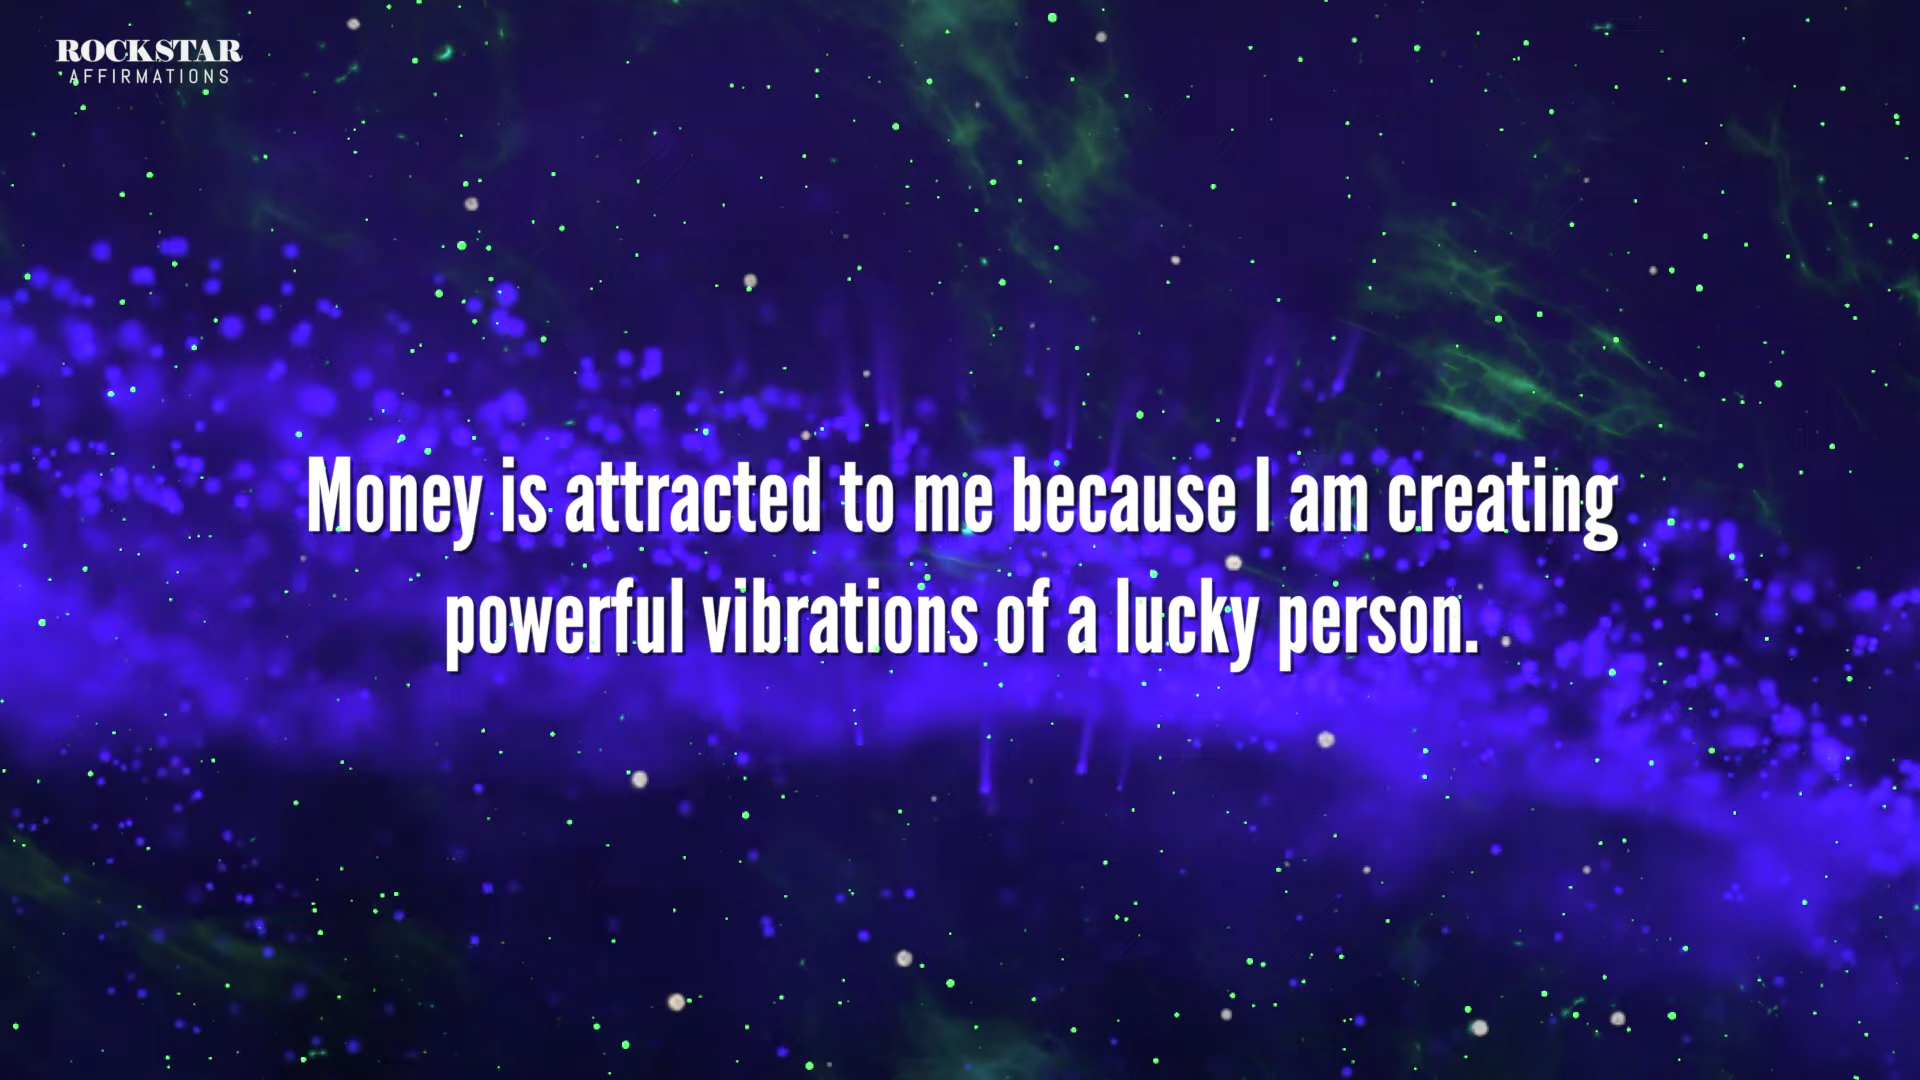 ROCKSTAR
AFFIRMATIONS
Money is attracted to me because I am creating
powerful vibrations of a lucky person.